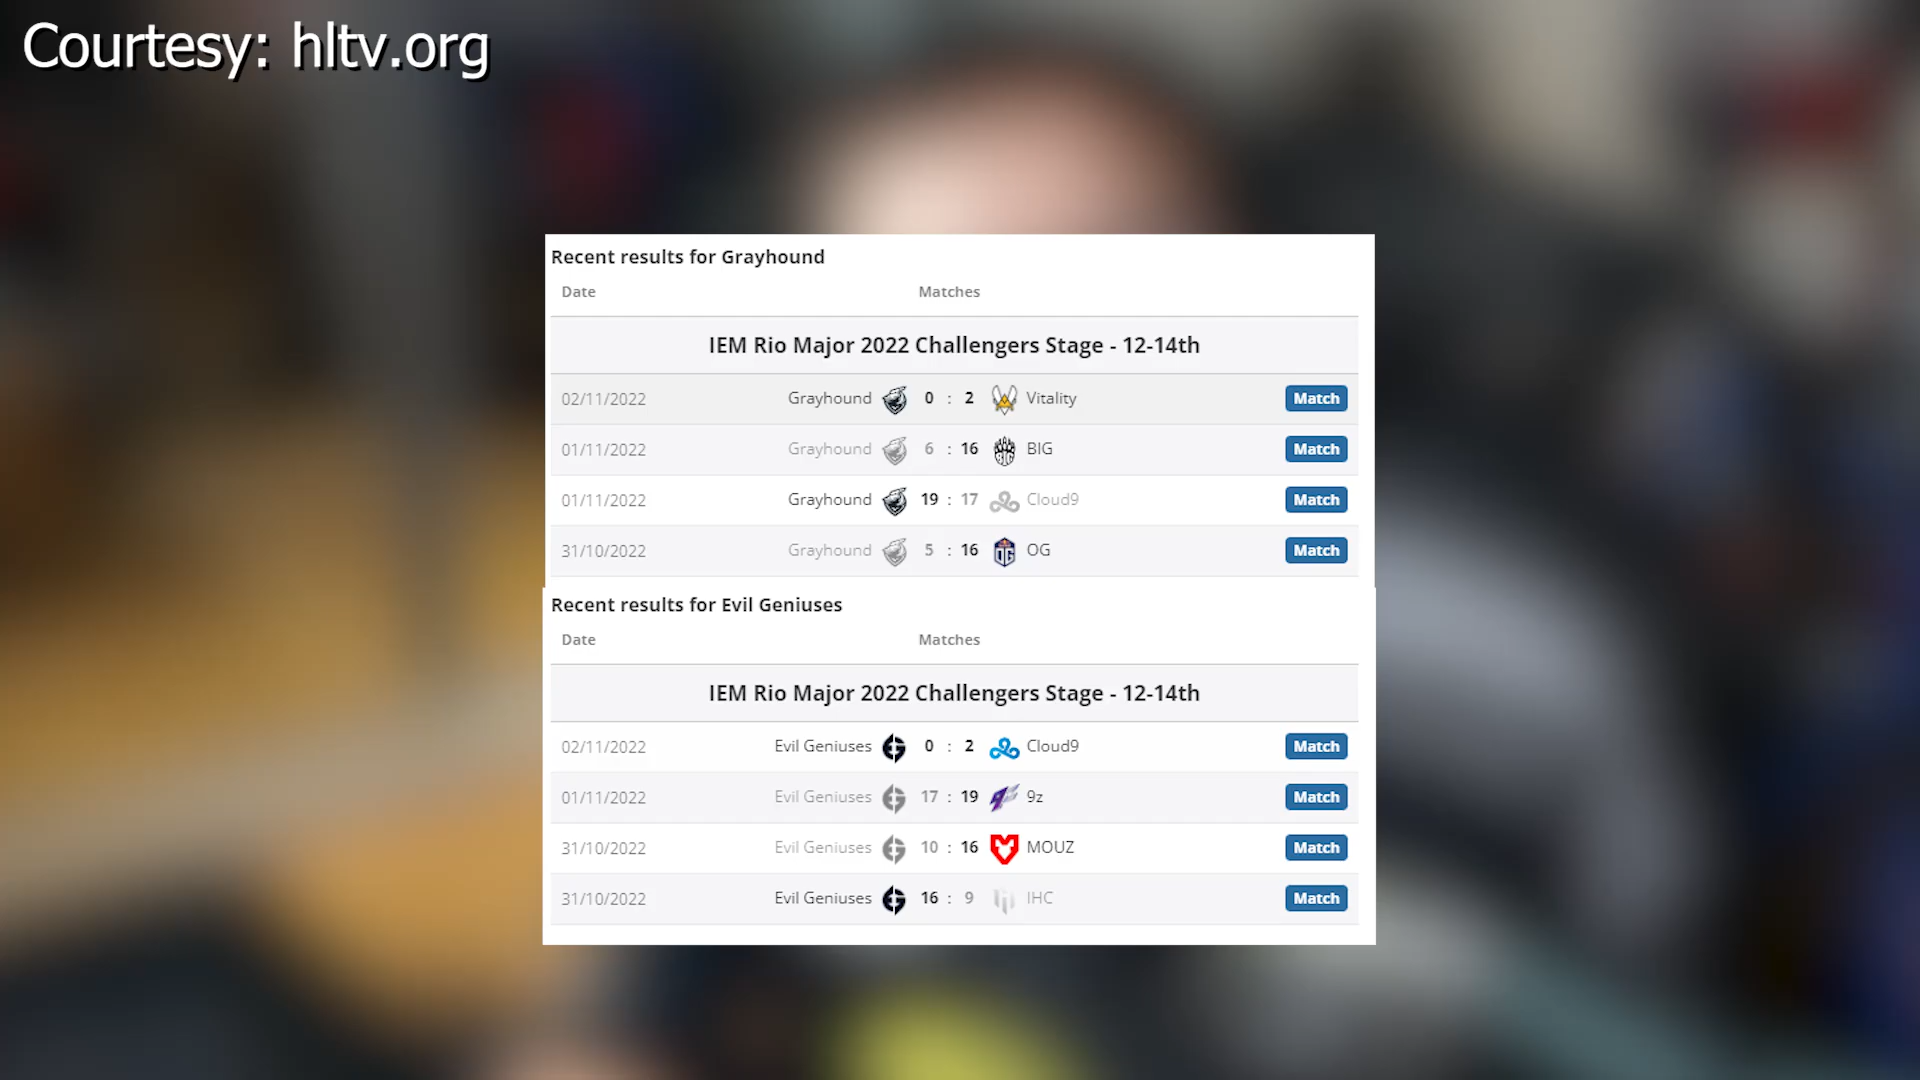 Courtesy: hltv.org
Recent results for Grayhound
Date Matches
IEM Rio Major 2022 Challengers Stage - 12-14th
02/11/2022 Grayhound 0 : 2 Vitality Match
01/11/2022 Grayhound 6 : 16 BIG Match
01/11/2022 Grayhound 19 : 17 Cloud9 Match
31/10/2022 Grayhound 5 : 16 OG Match
Recent results for Evil Geniuses
Date Matches
IEM Rio Major 2022 Challengers Stage - 12-14th
02/11/2022 Evil Geniuses 0 : 2 Cloud9 Match
01/11/2022 Evil Geniuses 17 : 19 9z Match
31/10/2022 Evil Geniuses 10 : 16 MOUZ Match
31/10/2022 Evil Geniuses 16 : 9 IHC Match